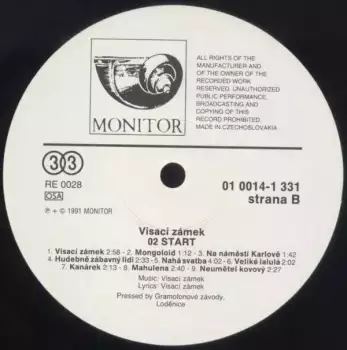 MONITOR
ALL RIGHTS OF THE
MANUFACTURER AND
OF THE OWNER OF THE
RECORDED WORK
RESERVED. UNAUTHORIZED
PUBLIC PERFORMANCE,
BROADCASTING AND
COPYING OF THIS
RECORD PROHIBITED.
MADE IN CZECHOSLOVAKIA
33
RE 0028
OSA
℗ + © 1991 MONITOR
01 0014-1 331
strana B
Visací zámek
02 START
1. Visací zámek 2:58 - 2. Mongoloid 1:12 - 3. Na náměstí Karlově 1:42
4. Hudebně zábavný lidi 2:33 - 5. Nahá svatba 4:02 - 6. Veliké lalulá 2:02
7. Kanárek 2:13 - 8. Mahulena 2:40 - 9. Neumětel kovový 2:27
Music: Visací zámek
Lyrics: Visací zámek
Pressed by Gramofonové závody,
Loděnice